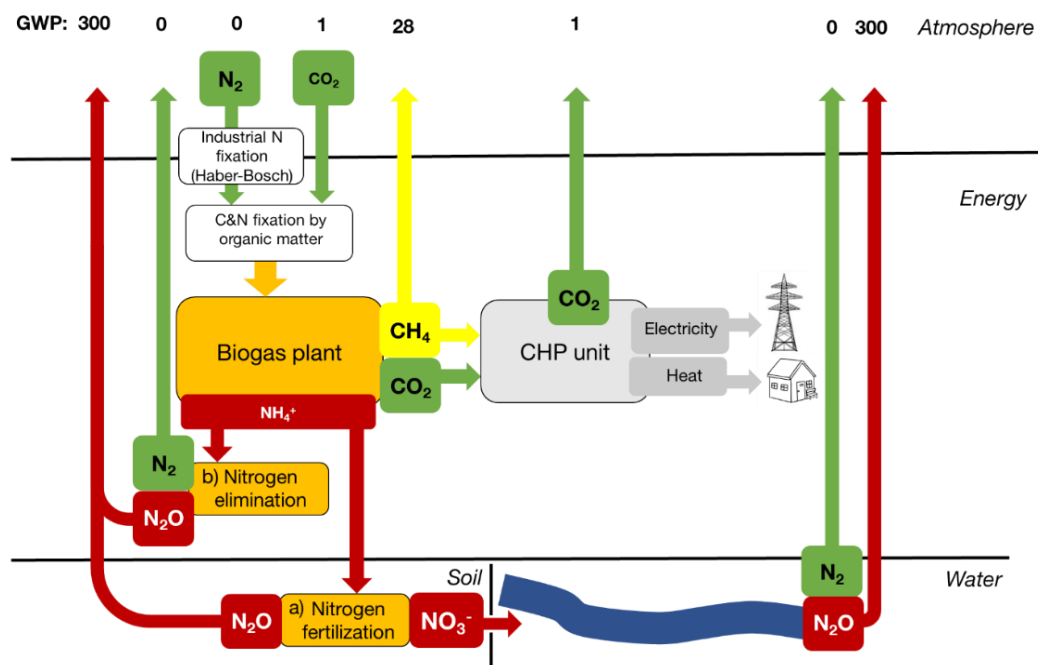 GWP: 300 0 0 1 28 1 0 300 Atmosphere
N₂
CO₂
Industrial N
fixation
(Haber-Bosch)
Energy
C&N fixation by
organic matter
CO₂
Biogas plant
CH₄
CO₂
CHP unit
Electricity
Heat
NH₄⁺
N₂
b) Nitrogen
elimination
N₂O
Soil
Water
N₂
N₂O
a) Nitrogen
fertilization
NO₃⁻
N₂O